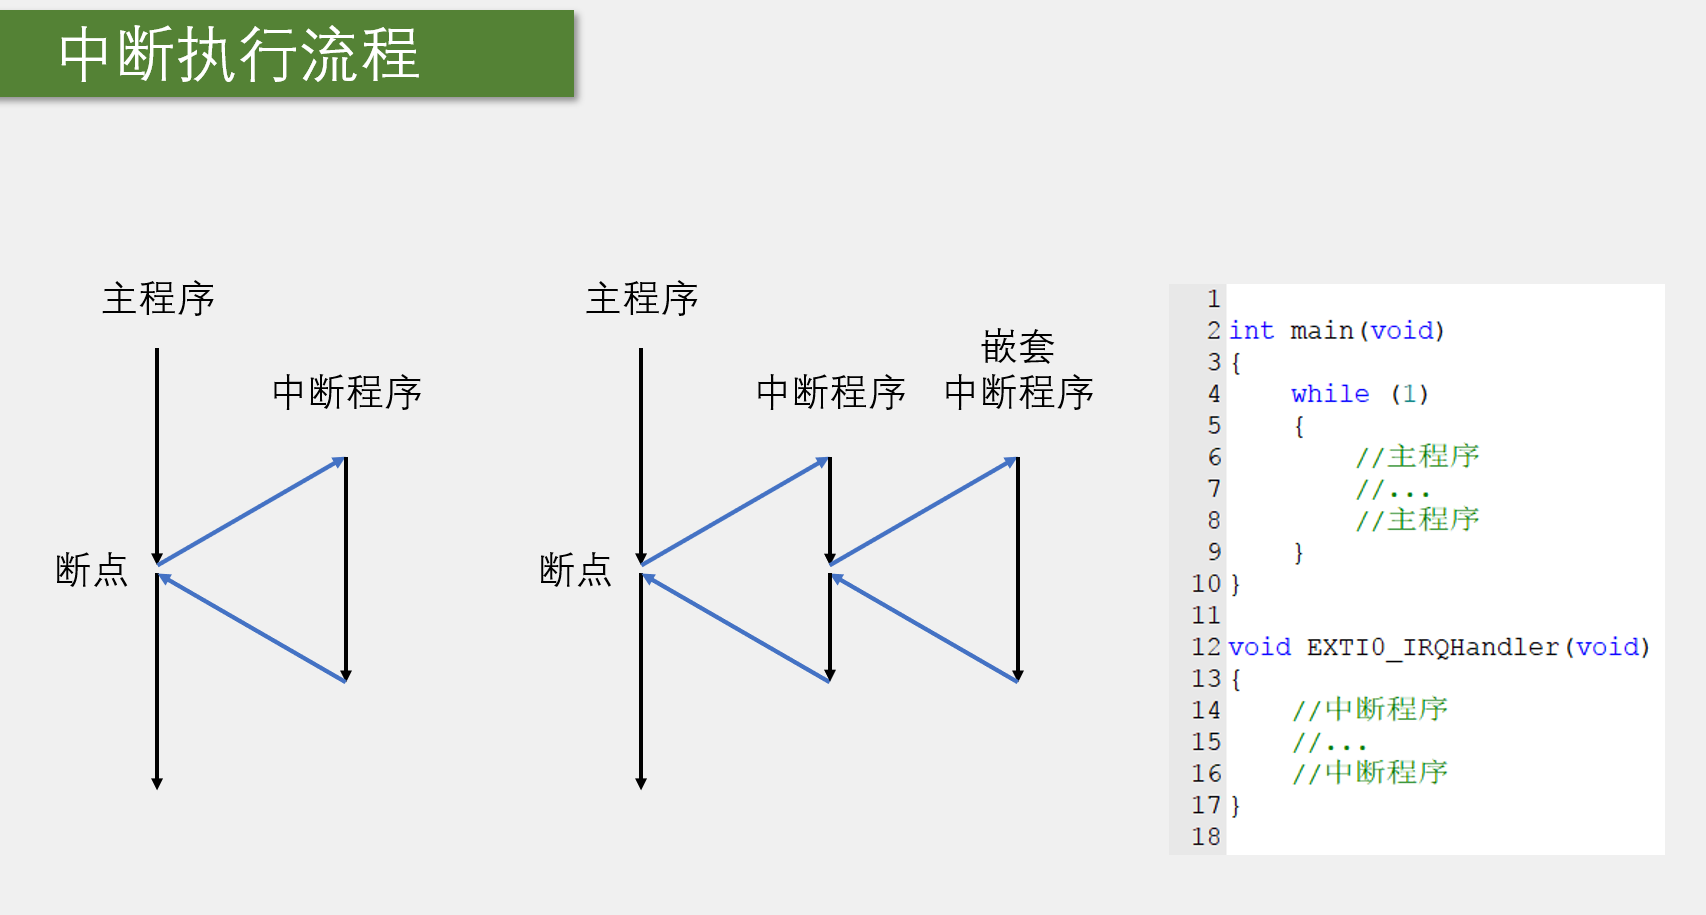 中断执行流程
主程序
中断程序
断点
主程序
中断程序
嵌套
中断程序
断点
1
2 int main(void)
3 {
4     while (1)
5     {
6         //主程序
7         //...
8         //主程序
9     }
10 }
11
12 void EXTI0_IRQHandler(void)
13 {
14     //中断程序
15     //...
16     //中断程序
17 }
18